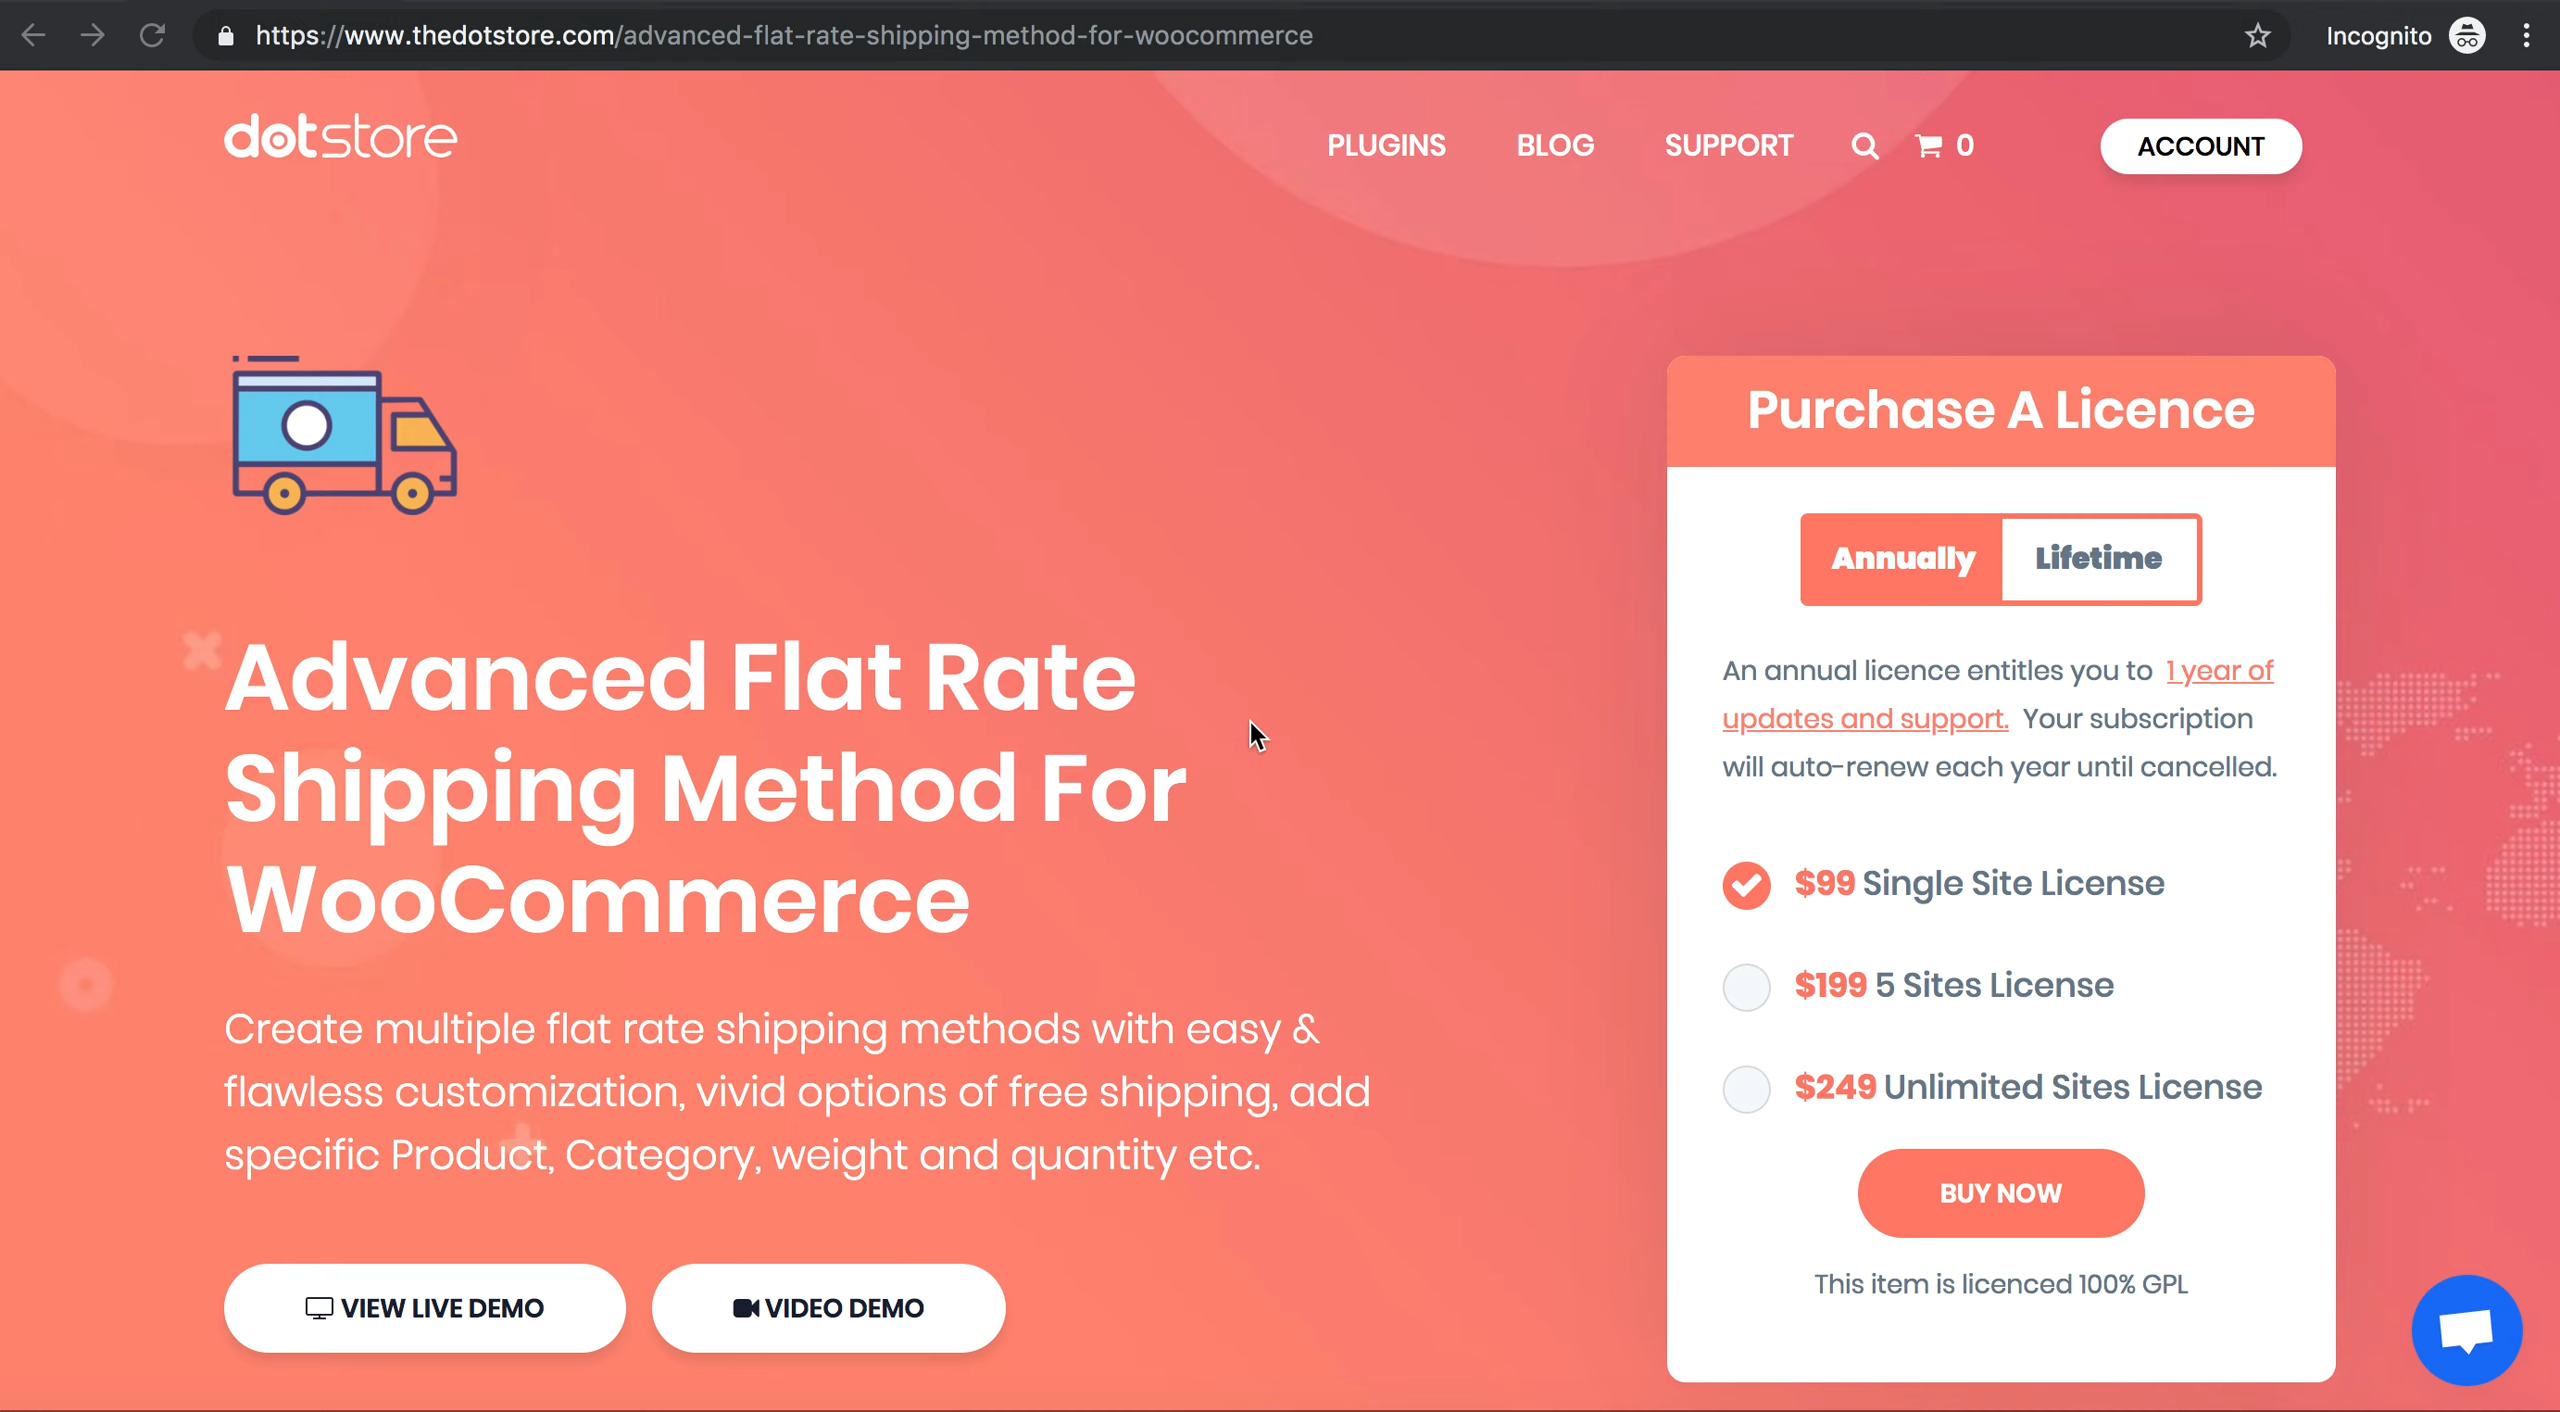 https://www.thedotstore.com/advanced-flat-rate-shipping-method-for-woocommerce
Incognito
dotstore
PLUGINS
BLOG
SUPPORT
0
ACCOUNT
Advanced Flat Rate
Shipping Method For
WooCommerce
Create multiple flat rate shipping methods with easy &
flawless customization, vivid options of free shipping, add
specific Product, Category, weight and quantity etc.
VIEW LIVE DEMO
VIDEO DEMO
Purchase A Licence
Annually
Lifetime
An annual licence entitles you to 1 year of
updates and support. Your subscription
will auto-renew each year until cancelled.
$99 Single Site License
$199 5 Sites License
$249 Unlimited Sites License
BUY NOW
This item is licenced 100% GPL